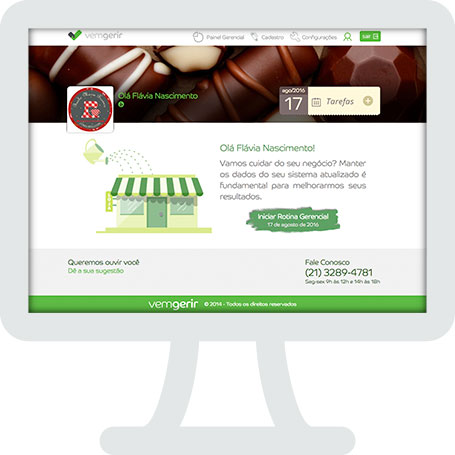 vemgerir
Painel Gerencial
Cadastro
Configurações
sair
Olá Flávia Nascimento
ago/2016
17
Tarefas
Olá Flávia Nascimento!
Vamos cuidar do seu negócio? Manter
os dados do seu sistema atualizado é
fundamental para melhorarmos seus
resultados.
Iniciar Rotina Gerencial
17 de agosto de 2016
Queremos ouvir você
Dê a sua sugestão
Fale Conosco
(21) 3289-4781
Seg-sex 9h às 12h e 14h às 18h
vemgerir © 2014 - Todos os direitos reservados